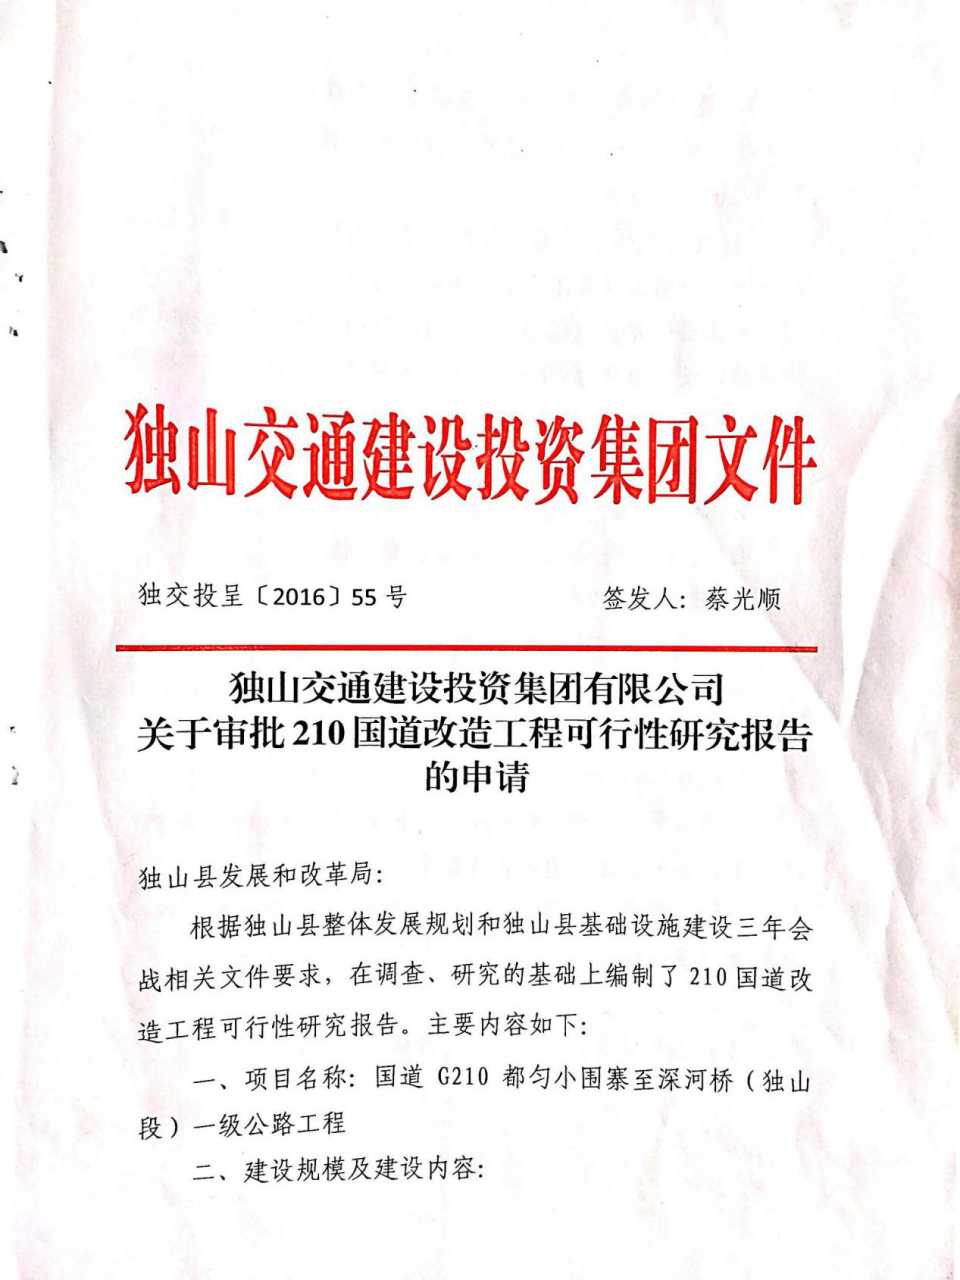 独山交通建设投资集团文件
独交投呈〔2016〕55号 签发人：蔡光顺
独山交通建设投资集团有限公司
关于审批210国道改造工程可行性研究报告
的申请
独山县发展和改革局：
根据独山县整体发展规划和独山县基础设施建设三年会
战相关文件要求，在调查、研究的基础上编制了210国道改
造工程可行性研究报告。主要内容如下：
一、项目名称：国道 G210 都匀小围寨至深河桥（独山
段）一级公路工程
二、建设规模及建设内容：